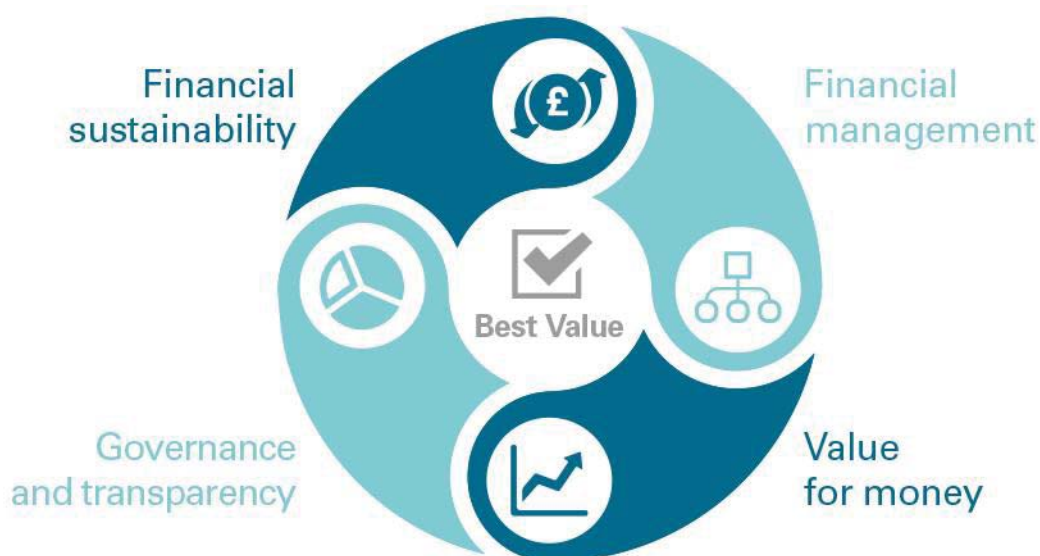 Financial
sustainability
£
Financial
management
Best Value
Governance
and transparency
Value
for money